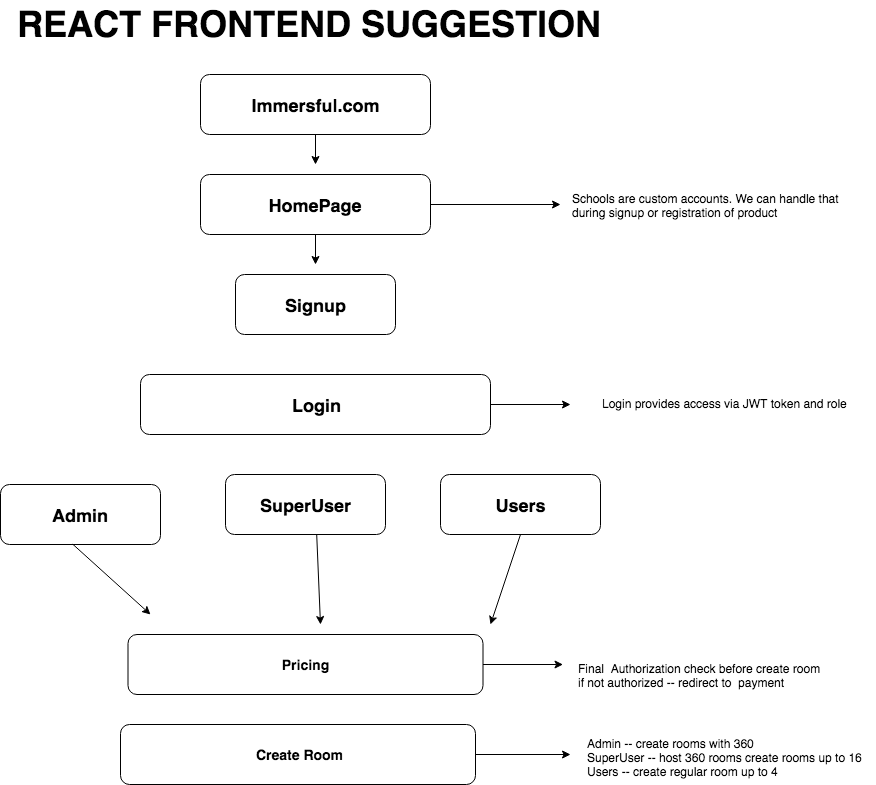 REACT FRONTEND SUGGESTION
Immersful.com
HomePage
Schools are custom accounts. We can handle that
during signup or registration of product
Signup
Login
Login provides access via JWT token and role
Admin
SuperUser
Users
Pricing
Final Authorization check before create room
if not authorized -- redirect to payment
Create Room
Admin -- create rooms with 360
SuperUser -- host 360 rooms create rooms up to 16
Users -- create regular room up to 4